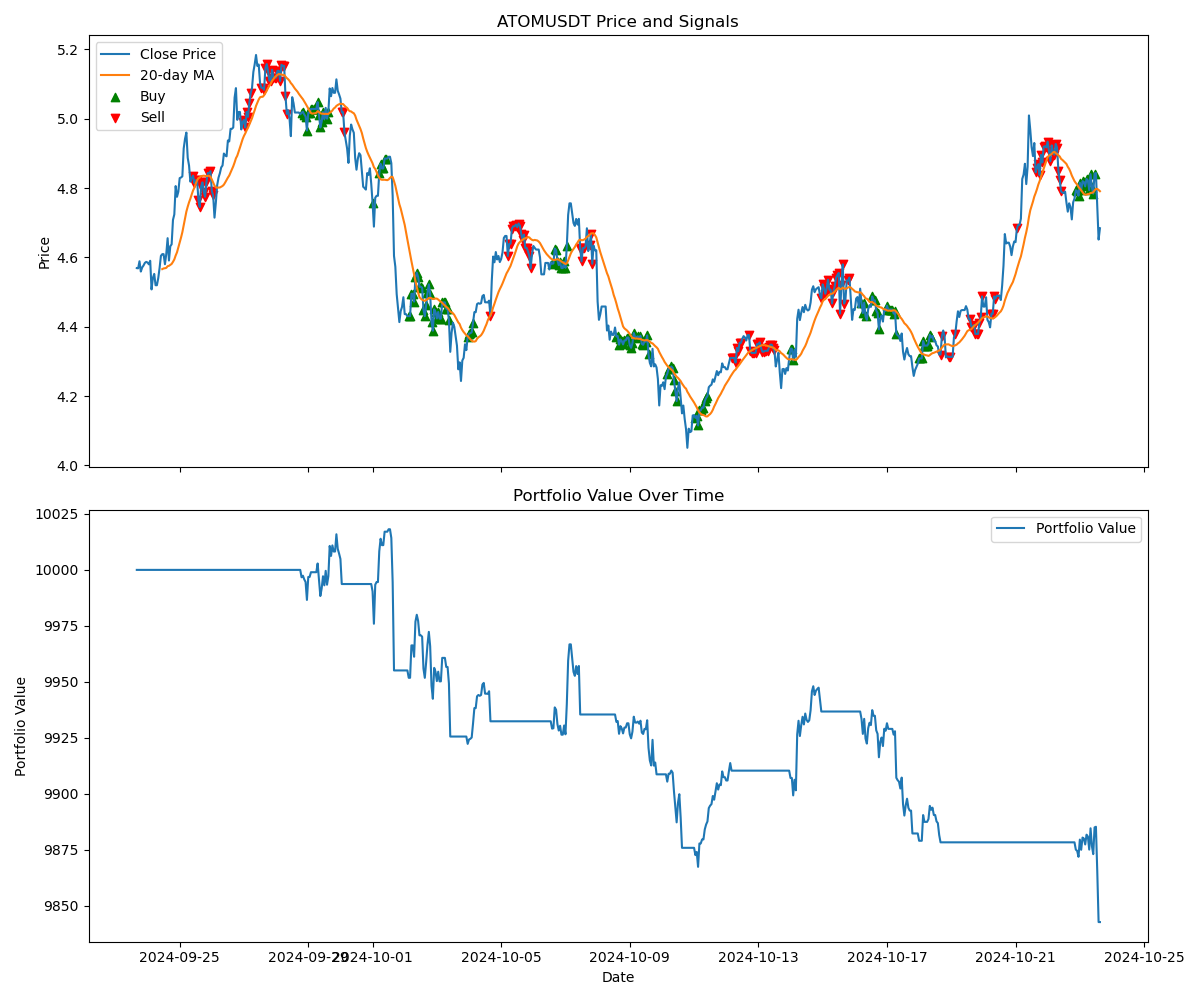 ATOMUSDT Price and Signals
Close Price
20-day MA
Buy
Sell
Price
5.2
5.0
4.8
4.6
4.4
4.2
4.0
Portfolio Value Over Time
Portfolio Value
Portfolio Value
10025
10000
9975
9950
9925
9900
9875
9850
2024-09-25 2024-09-29 2024-10-01 2024-10-05 2024-10-09 2024-10-13 2024-10-17 2024-10-21 2024-10-25
Date